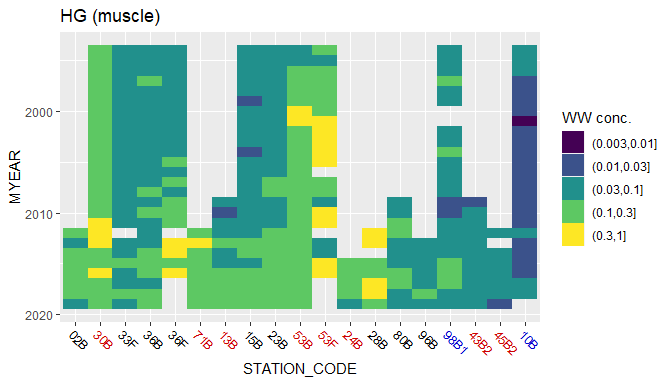 HG (muscle)
MYEAR
2000
2010
2020
02B 30B 33F 36B 36F 71B 13B 15B 23B 53B 53F 24B 28B 80B 96B 98B1 43B2 45B2 10B
STATION_CODE
WW conc.
(0.003,0.01]
(0.01,0.03]
(0.03,0.1]
(0.1,0.3]
(0.3,1]